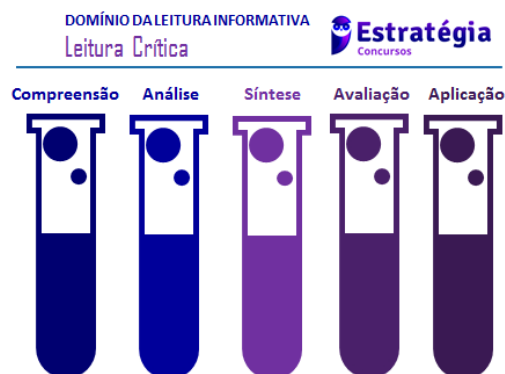 DOMÍNIO DA LEITURA INFORMATIVA
Leitura Crítica
Estratégia
Concursos
Compreensão Análise Síntese Avaliação Aplicação